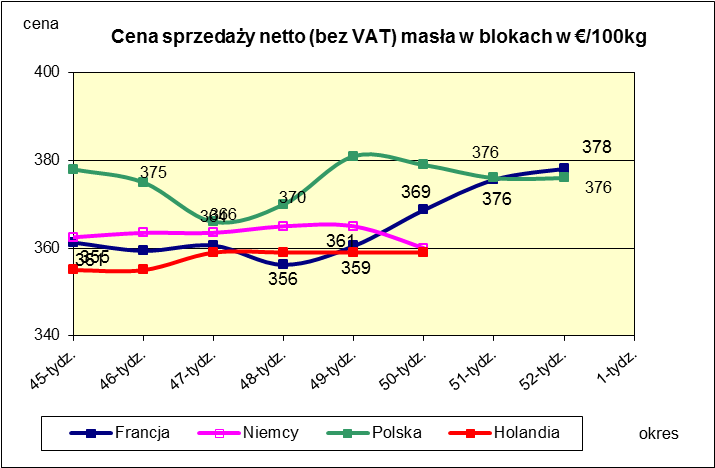 cena
Cena sprzedaży netto (bez VAT) masła w blokach w €/100kg
400
380
360
340
375
366
364
370
376
378
376
376
369
361
359
356
355
361
45-tydz.
46-tydz.
47-tydz.
48-tydz.
49-tydz.
50-tydz.
51-tydz.
52-tydz.
1-tydz.
Francja Niemcy Polska Holandia
okres